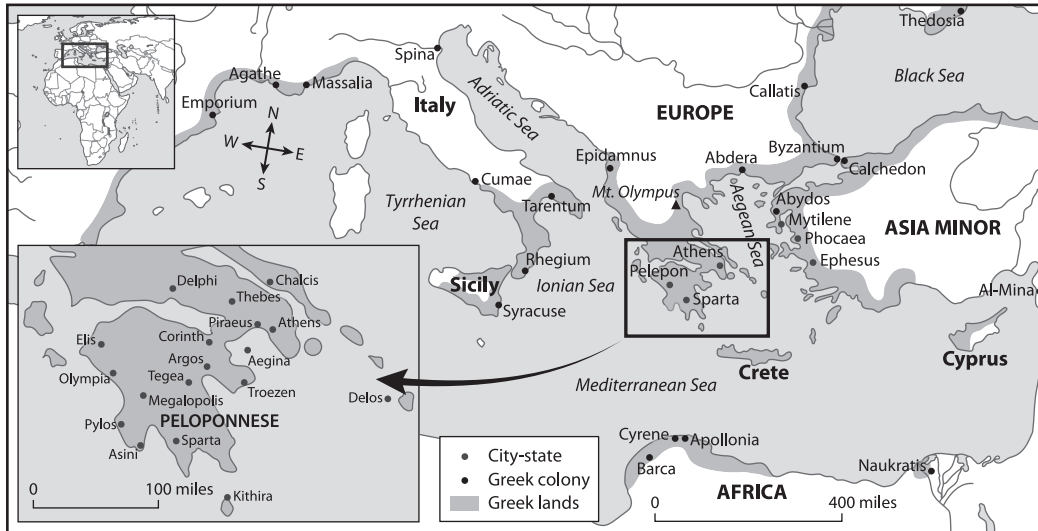 Thedosia
Spina
Black Sea
Agathe
Massalia
Adriatic Sea
Callatis
Italy
EUROPE
Emporium
N
W
E
S
Byzantium
Epidamnus
Abdera
Calchedon
Cumae
Mt. Olympus
Aegean Sea
Abydos
Tyrrhenian
Sea
Tarentum
Mytilene
ASIA MINOR
Phocaea
Athens
Ephesus
Rhegium
Pelepon
Sicily
Ionian Sea
Sparta
Al-Mina
Syracuse
Cyprus
Crete
Mediterranean Sea
Delphi
Chalcis
Thebes
Piraeus
Athens
Elis
Corinth
Argos
Aegina
Olympia
Tegea
Troezen
Megalopolis
Delos
PELOPONNESE
Pylos
Sparta
Asini
0
100 miles
Kithira
City-state
Greek colony
Greek lands
Cyrene
Apollonia
Barca
Naukratis
AFRICA
0
400 miles